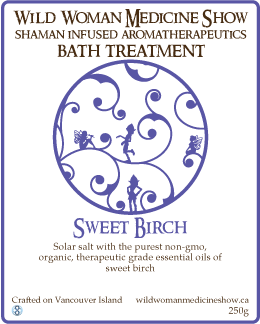 Wild Woman Medicine Show
Shaman Infused Aromatherapeutics
Bath Treatment
Sweet Birch
Solar salt with the purest non-gmo,
organic, therapeutic grade essential oils of
sweet birch
Crafted on Vancouver Island wildwomanmedicineshow.ca
250g